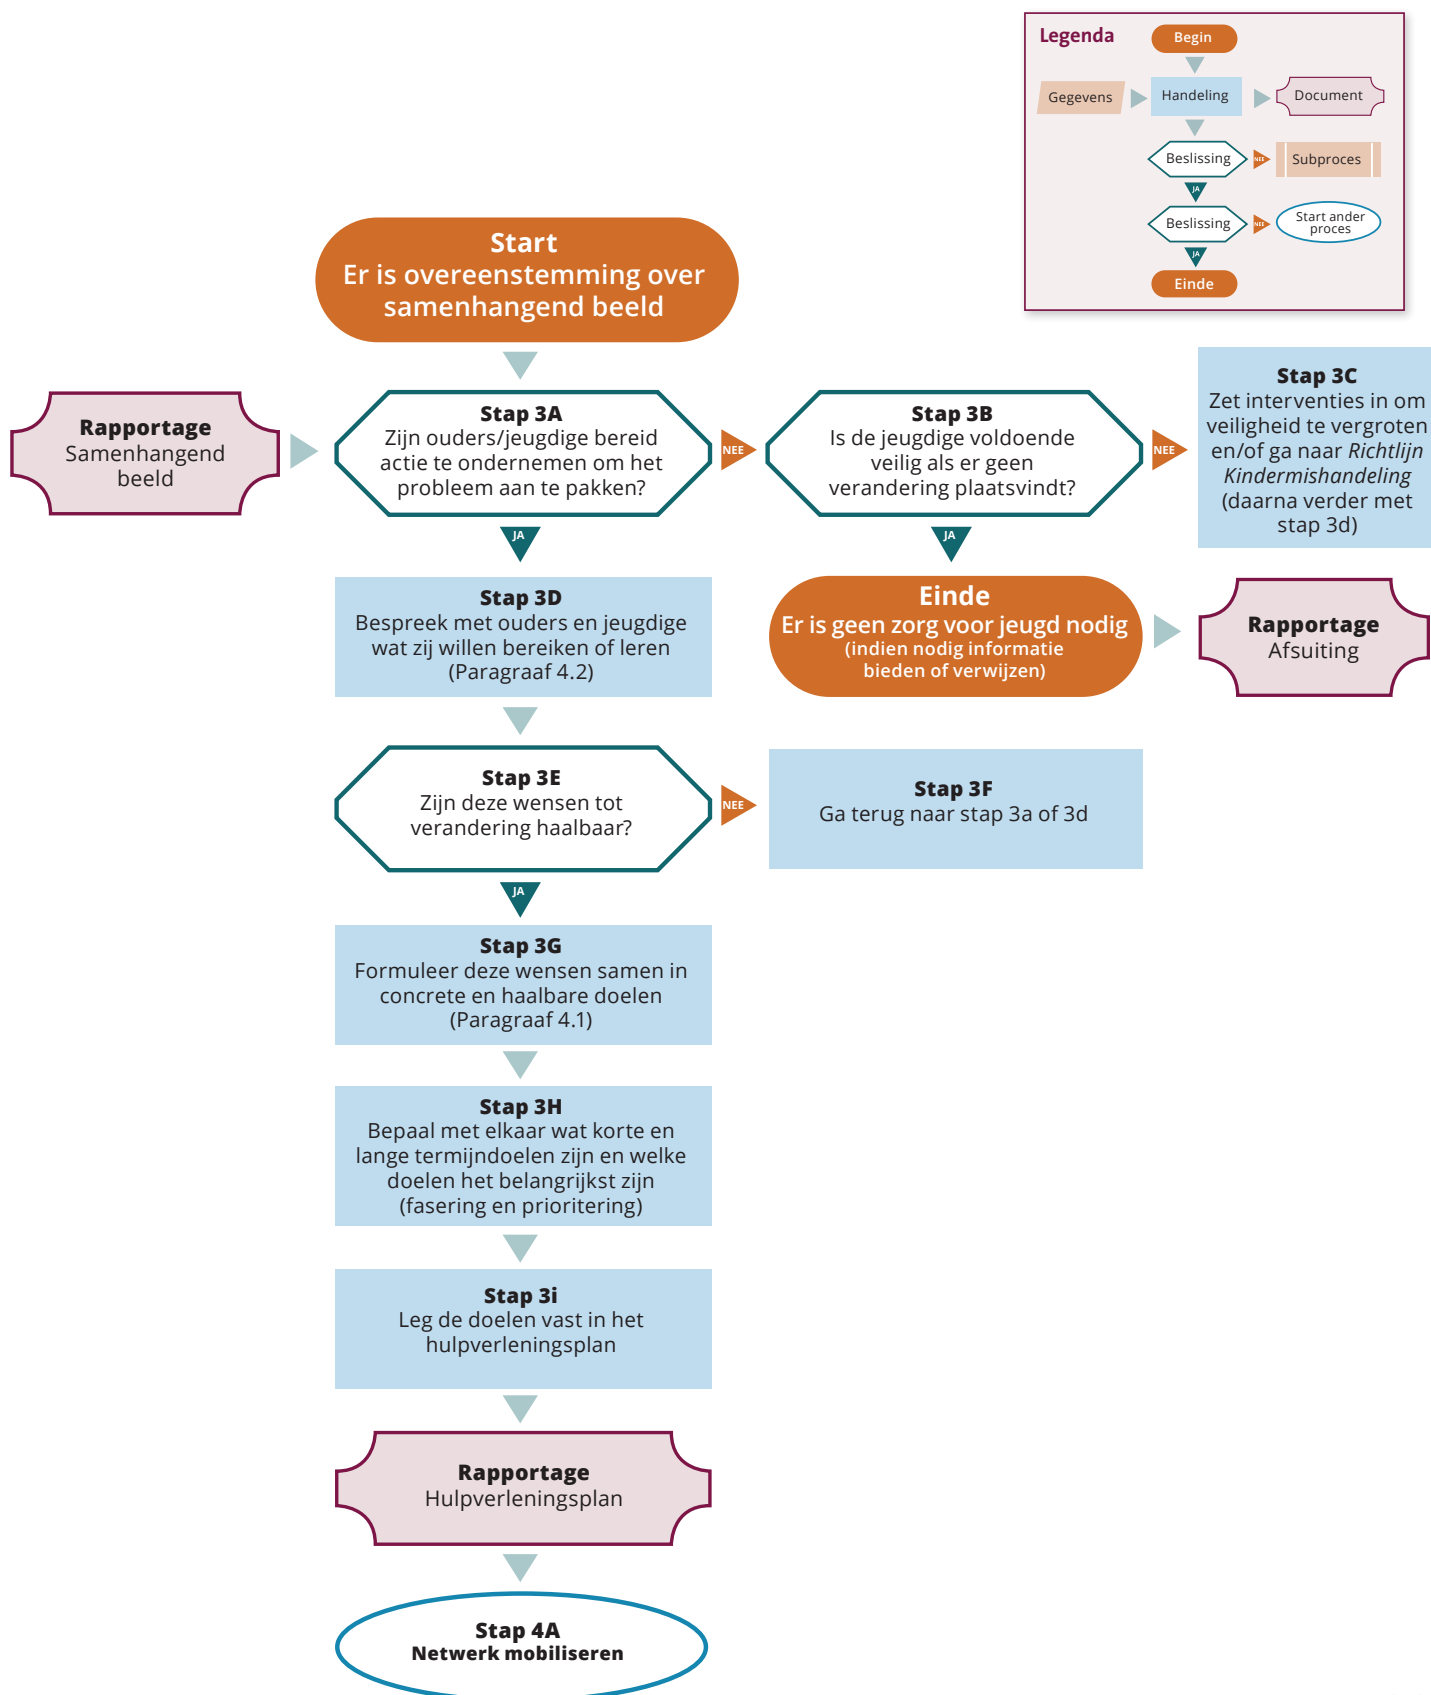 Legenda
Begin
Gegevens
Handeling
Document
Beslissing
NEE
Subproces
JA
Beslissing
NEE
Start ander
proces
JA
Einde
Start
Er is overeenstemming over
samenhangend beeld
Rapportage
Samenhangend
beeld
Stap 3A
Zijn ouders/jeugdige bereid
actie te ondernemen om het
probleem aan te pakken?
NEE
Stap 3B
Is de jeugdige voldoende
veilig als er geen
verandering plaatsvindt?
NEE
Stap 3C
Zet interventies in om
veiligheid te vergroten
en/of ga naar Richtlijn
Kindermishandeling
(daarna verder met
stap 3d)
JA
JA
Stap 3D
Bespreek met ouders en jeugdige
wat zij willen bereiken of leren
(Paragraaf 4.2)
Einde
Er is geen zorg voor jeugd nodig
(indien nodig informatie
bieden of verwijzen)
Rapportage
Afsuiting
Stap 3E
Zijn deze wensen tot
verandering haalbaar?
NEE
Stap 3F
Ga terug naar stap 3a of 3d
JA
Stap 3G
Formuleer deze wensen samen in
concrete en haalbare doelen
(Paragraaf 4.1)
Stap 3H
Bepaal met elkaar wat korte en
lange termijndoelen zijn en welke
doelen het belangrijkst zijn
(fasering en prioritering)
Stap 3i
Leg de doelen vast in het
hulpverleningsplan
Rapportage
Hulpverleningsplan
Stap 4A
Netwerk mobiliseren